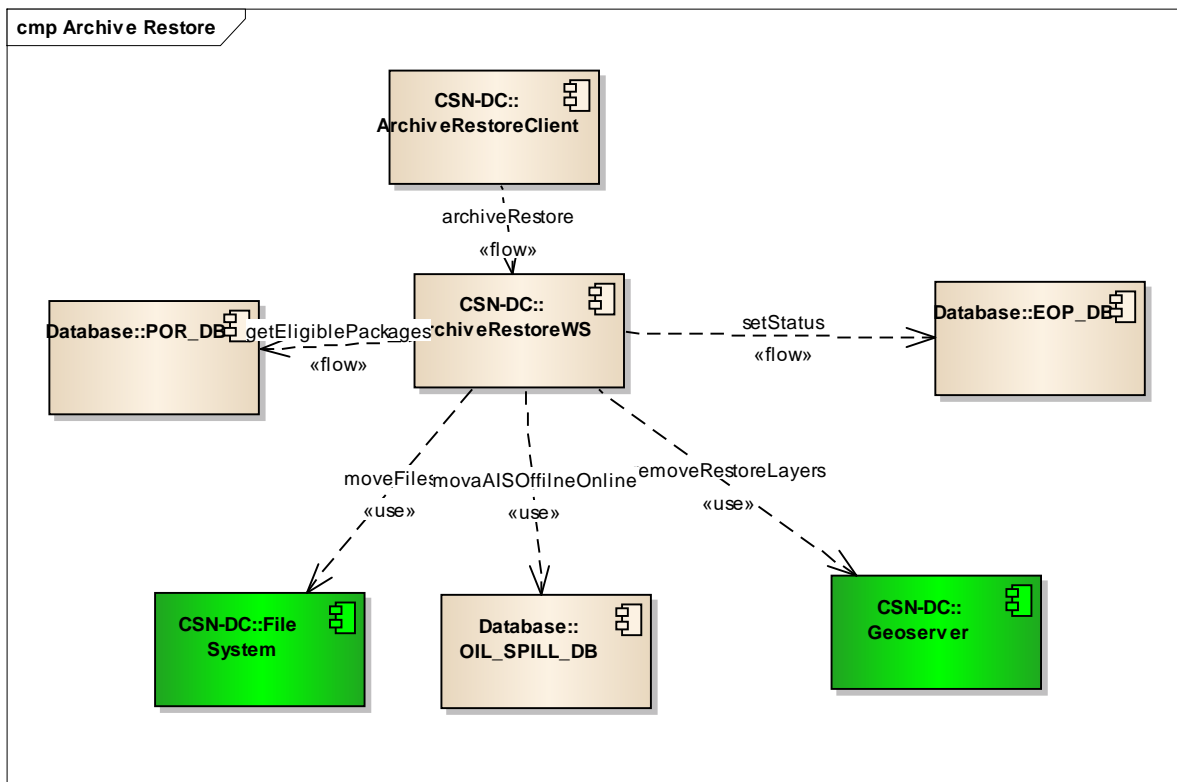 cmp Archive Restore
CSN-DC::
ArchiveRestoreClient
archiveRestore
«flow»
CSN-DC::
rchiveRestoreWS
Database::POR_DB
getEligiblePackages
«flow»
setStatus
«flow»
Database::EOP_DB
moveFiles
«use»
movaAISOffilneOnline
«use»
emoveRestoreLayers
«use»
CSN-DC::File
System
Database::
OIL_SPILL_DB
CSN-DC::
Geoserver